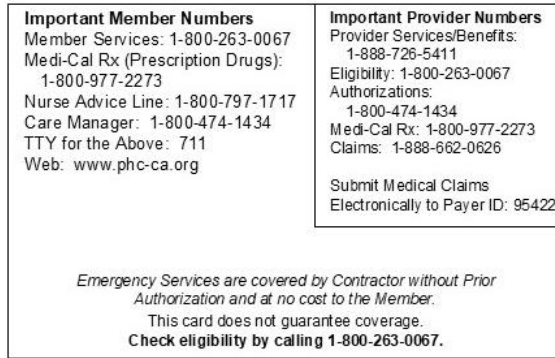 Important Member Numbers
Member Services: 1-800-263-0067
Medi-Cal Rx (Prescription Drugs):
1-800-977-2273
Nurse Advice Line: 1-800-797-1717
Care Manager: 1-800-474-1434
TTY for the Above: 711
Web: www.phc-ca.org
Important Provider Numbers
Provider Services/Benefits:
1-888-726-5411
Eligibility: 1-800-263-0067
Authorizations:
1-800-474-1434
Medi-Cal Rx: 1-800-977-2273
Claims: 1-888-662-0626
Submit Medical Claims
Electronically to Payer ID: 95422
Emergency Services are covered by Contractor without Prior
Authorization and at no cost to the Member.
This card does not guarantee coverage.
Check eligibility by calling 1-800-263-0067.